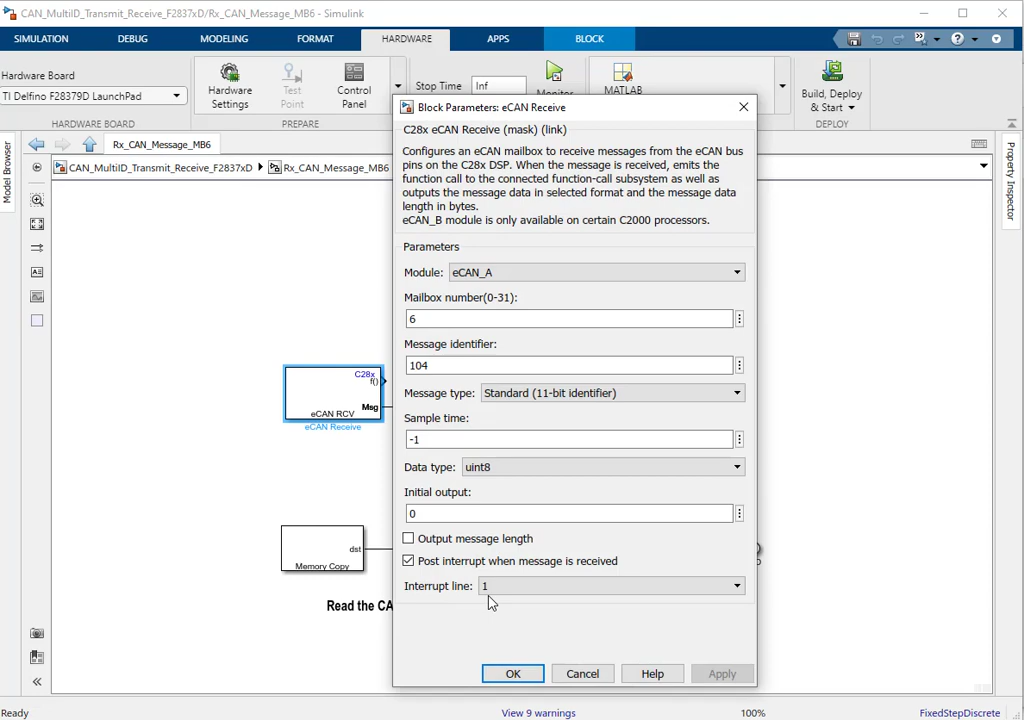 CAN_MultiID_Transmit_Receive_F2837xD/Rx_CAN_Message_MB6 - Simulink
SIMULATION
DEBUG
MODELING
FORMAT
HARDWARE
APPS
BLOCK
Hardware Board
TI Delfino F28379D LaunchPad
HARDWARE BOARD
Hardware
Settings
Test
Point
Control
Panel
PREPARE
Stop Time
Inf
Monitor
MATLAB
Build, Deploy
& Start
DEPLOY
Rx_CAN_Message_MB6
CAN_MultiID_Transmit_Receive_F2837xD
Rx_CAN_Message_MB6
Model Browser
Property Inspector
C28x
f()
Msg
eCAN RCV
eCAN Receive
dst
Memory Copy
Read the CA
Block Parameters: eCAN Receive
C28x eCAN Receive (mask) (link)
Configures an eCAN mailbox to receive messages from the eCAN bus
pins on the C28x DSP. When the message is received, emits the
function call to the connected function-call subsystem as well as
outputs the message data in selected format and the message data
length in bytes.
eCAN_B module is only available on certain C2000 processors.
Parameters
Module: eCAN_A
Mailbox number(0-31):
6
Message identifier:
104
Message type: Standard (11-bit identifier)
Sample time:
-1
Data type: uint8
Initial output:
0
Output message length
Post interrupt when message is received
Interrupt line: 1
OK
Cancel
Help
Apply
Ready
View 9 warnings
100%
FixedStepDiscrete